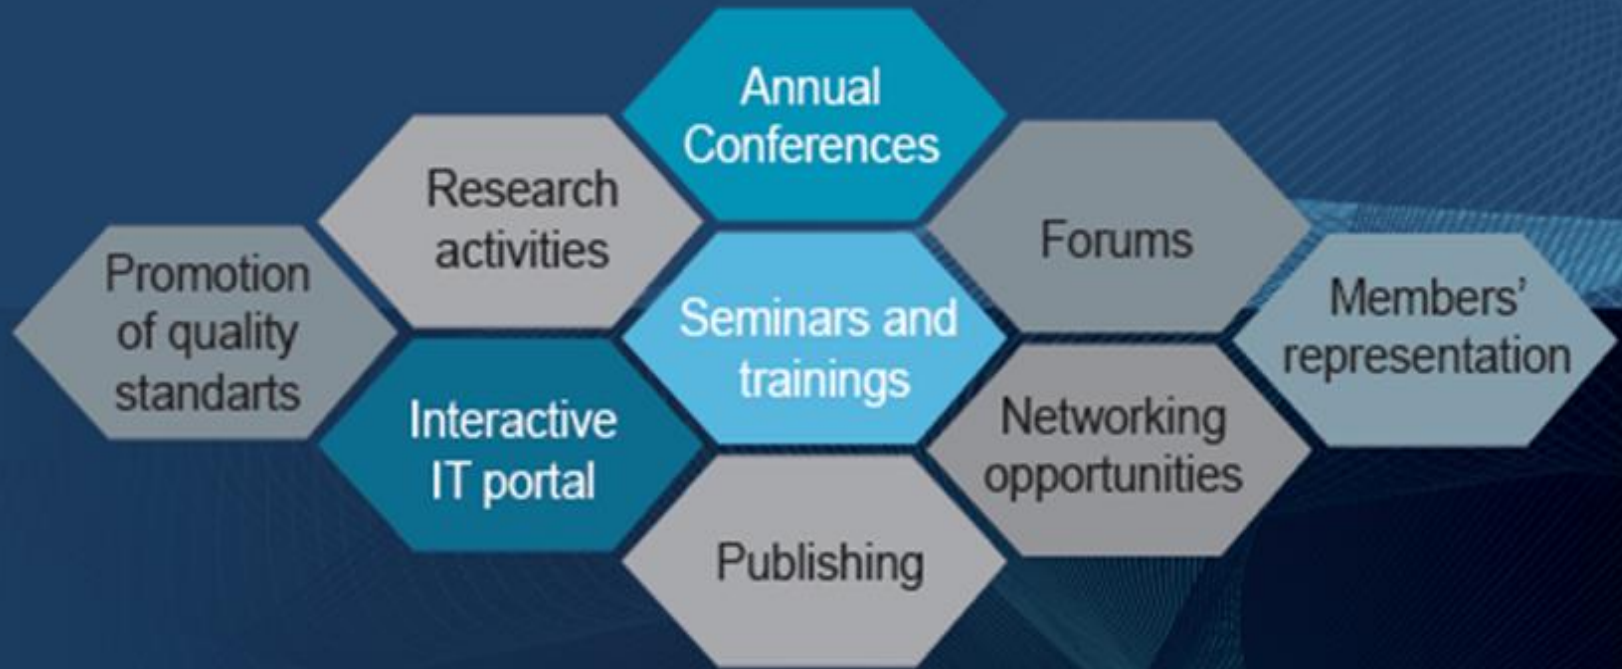 Annual
Conferences
Research
activities
Forums
Promotion
of quality
standarts
Seminars and
trainings
Members’
representation
Interactive
IT portal
Networking
opportunities
Publishing